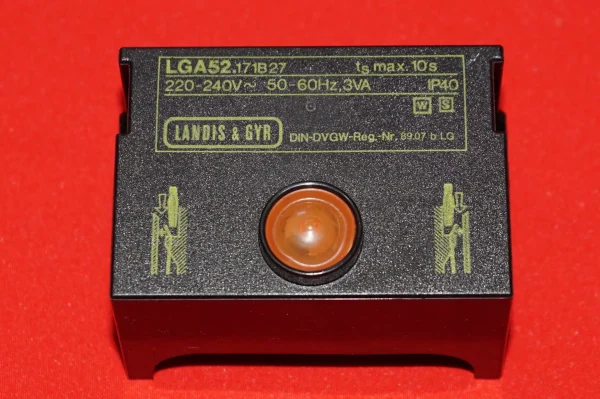 LGA52.171B27 ts max.10's
220-240V~ 50-60Hz,3VA IP40
W S
LANDIS & GYR DIN-DVGW-Reg.-Nr. 89.07 b LG